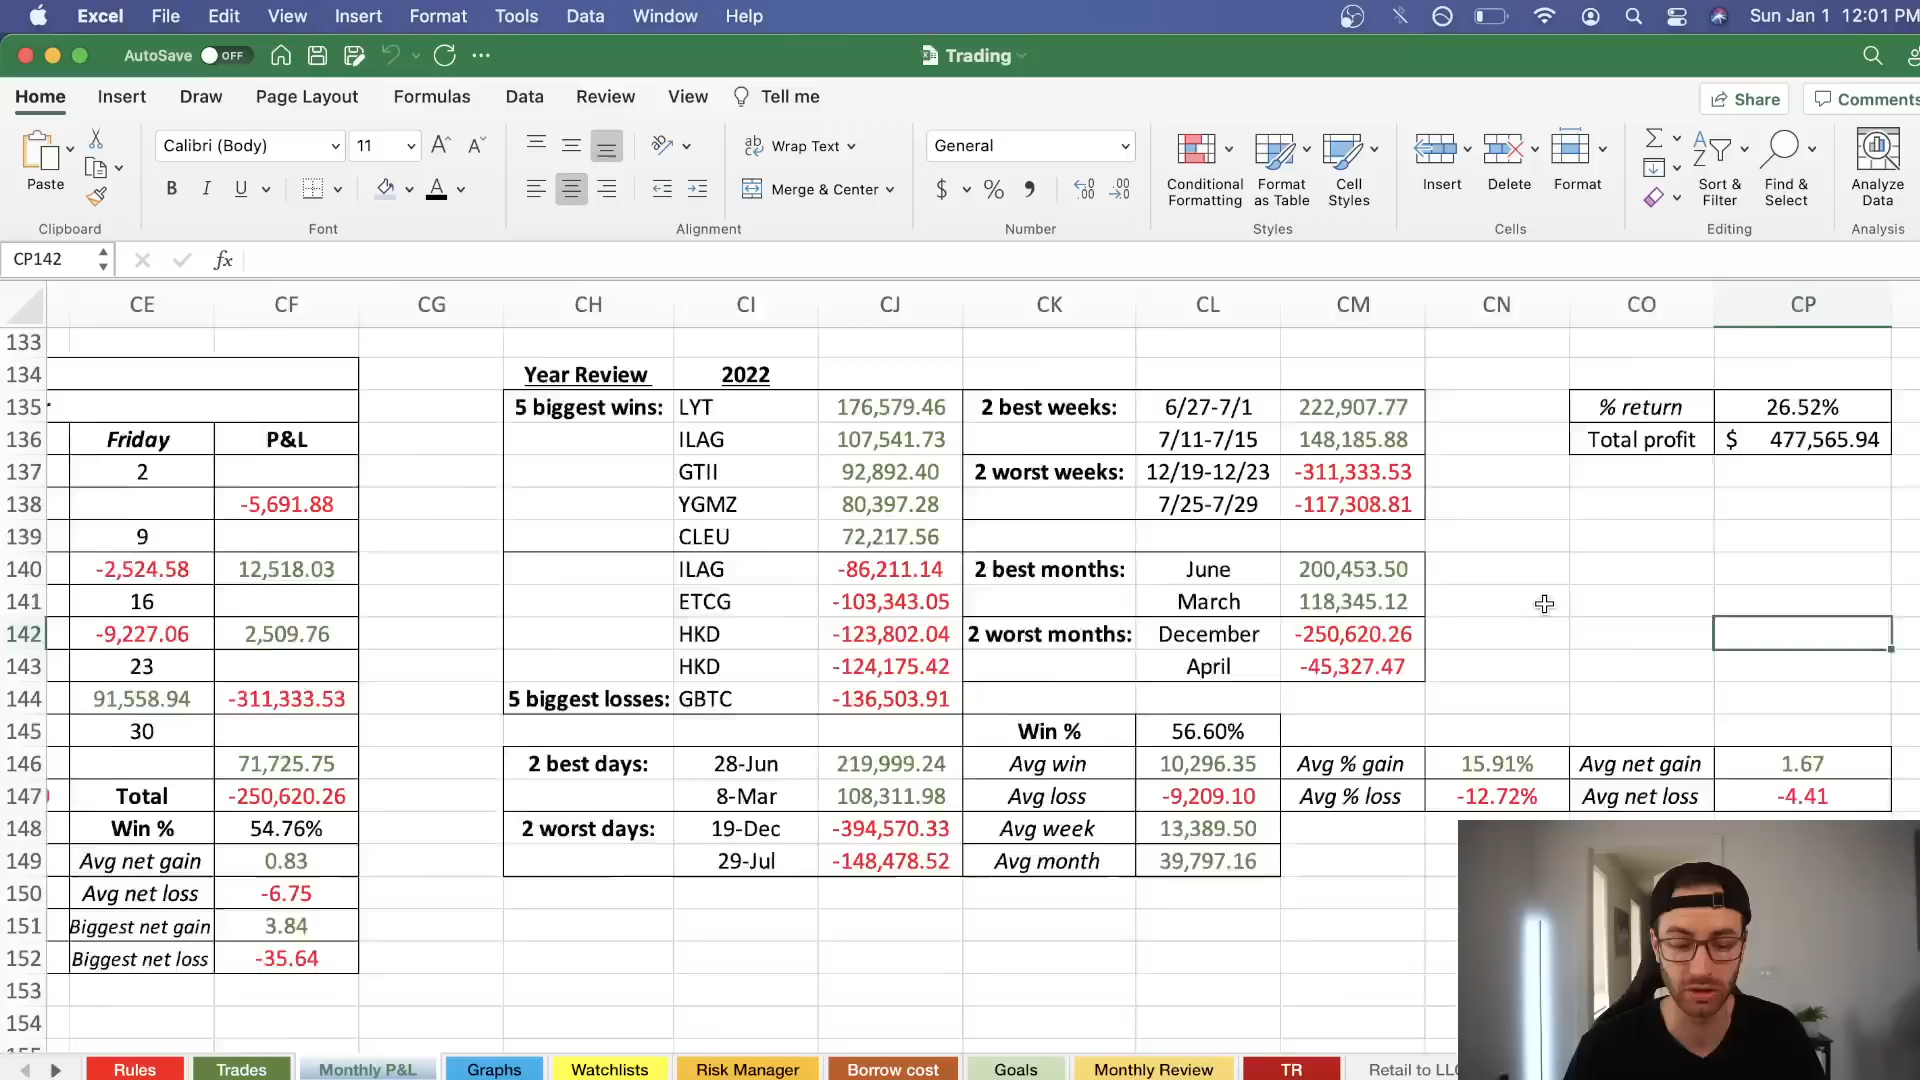 Excel File Edit View Insert Format Tools Data Window Help Sun Jan 1 12:01 PM
AutoSave OFF Trading
Home Insert Draw Page Layout Formulas Data Review View Tell me Share Comments
Calibri (Body) 11 Wrap Text General
Paste B I U A Merge & Center $ % Conditional Formatting Format as Table Cell Styles Insert Delete Format Sort & Filter Find & Select Analyze Data
Clipboard Font Alignment Number Styles Cells Editing Analysis
CP142 fx
CE CF CG CH CI CJ CK CL CM CN CO CP
133
134 Year Review 2022
135 5 biggest wins: LYT 176,579.46 2 best weeks: 6/27-7/1 222,907.77 % return 26.52%
136 Friday P&L ILAG 107,541.73 7/11-7/15 148,185.88 Total profit $ 477,565.94
137 2 GTII 92,892.40 2 worst weeks: 12/19-12/23 -311,333.53
138 -5,691.88 YGMZ 80,397.28 7/25-7/29 -117,308.81
139 9 CLEU 72,217.56
140 -2,524.58 12,518.03 ILAG -86,211.14 2 best months: June 200,453.50
141 16 ETCG -103,343.05 March 118,345.12
142 -9,227.06 2,509.76 HKD -123,802.04 2 worst months: December -250,620.26
143 23 HKD -124,175.42 April -45,327.47
144 91,558.94 -311,333.53 5 biggest losses: GBTC -136,503.91
145 30 Win % 56.60%
146 71,725.75 2 best days: 28-Jun 219,999.24 Avg win 10,296.35 Avg % gain 15.91% Avg net gain 1.67
147 Total -250,620.26 8-Mar 108,311.98 Avg loss -9,209.10 Avg % loss -12.72% Avg net loss -4.41
148 Win % 54.76% 2 worst days: 19-Dec -394,570.33 Avg week 13,389.50
149 Avg net gain 0.83 29-Jul -148,478.52 Avg month 39,797.16
150 Avg net loss -6.75
151 Biggest net gain 3.84
152 Biggest net loss -35.64
153
154
Rules Trades Monthly P&L Graphs Watchlists Risk Manager Borrow cost Goals Monthly Review TR Retail to LL